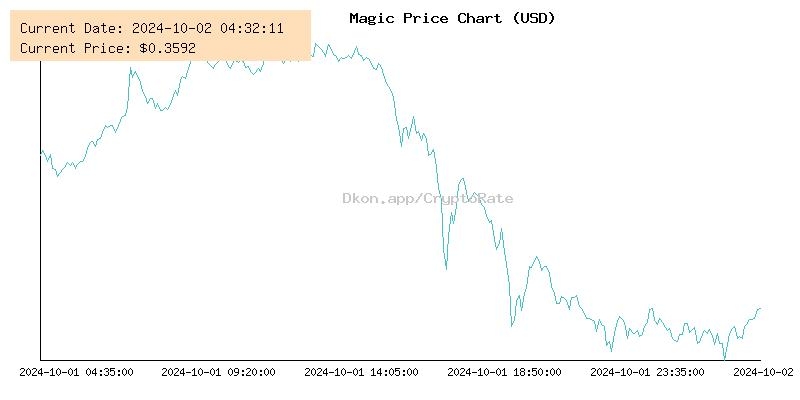 Magic Price Chart (USD)
Current Date: 2024-10-02 04:32:11
Current Price: $0.3592
Dkon.app/CryptoRate
2024-10-01 04:35:00 2024-10-01 09:20:00 2024-10-01 14:05:00 2024-10-01 18:50:00 2024-10-01 23:35:00 2024-10-02